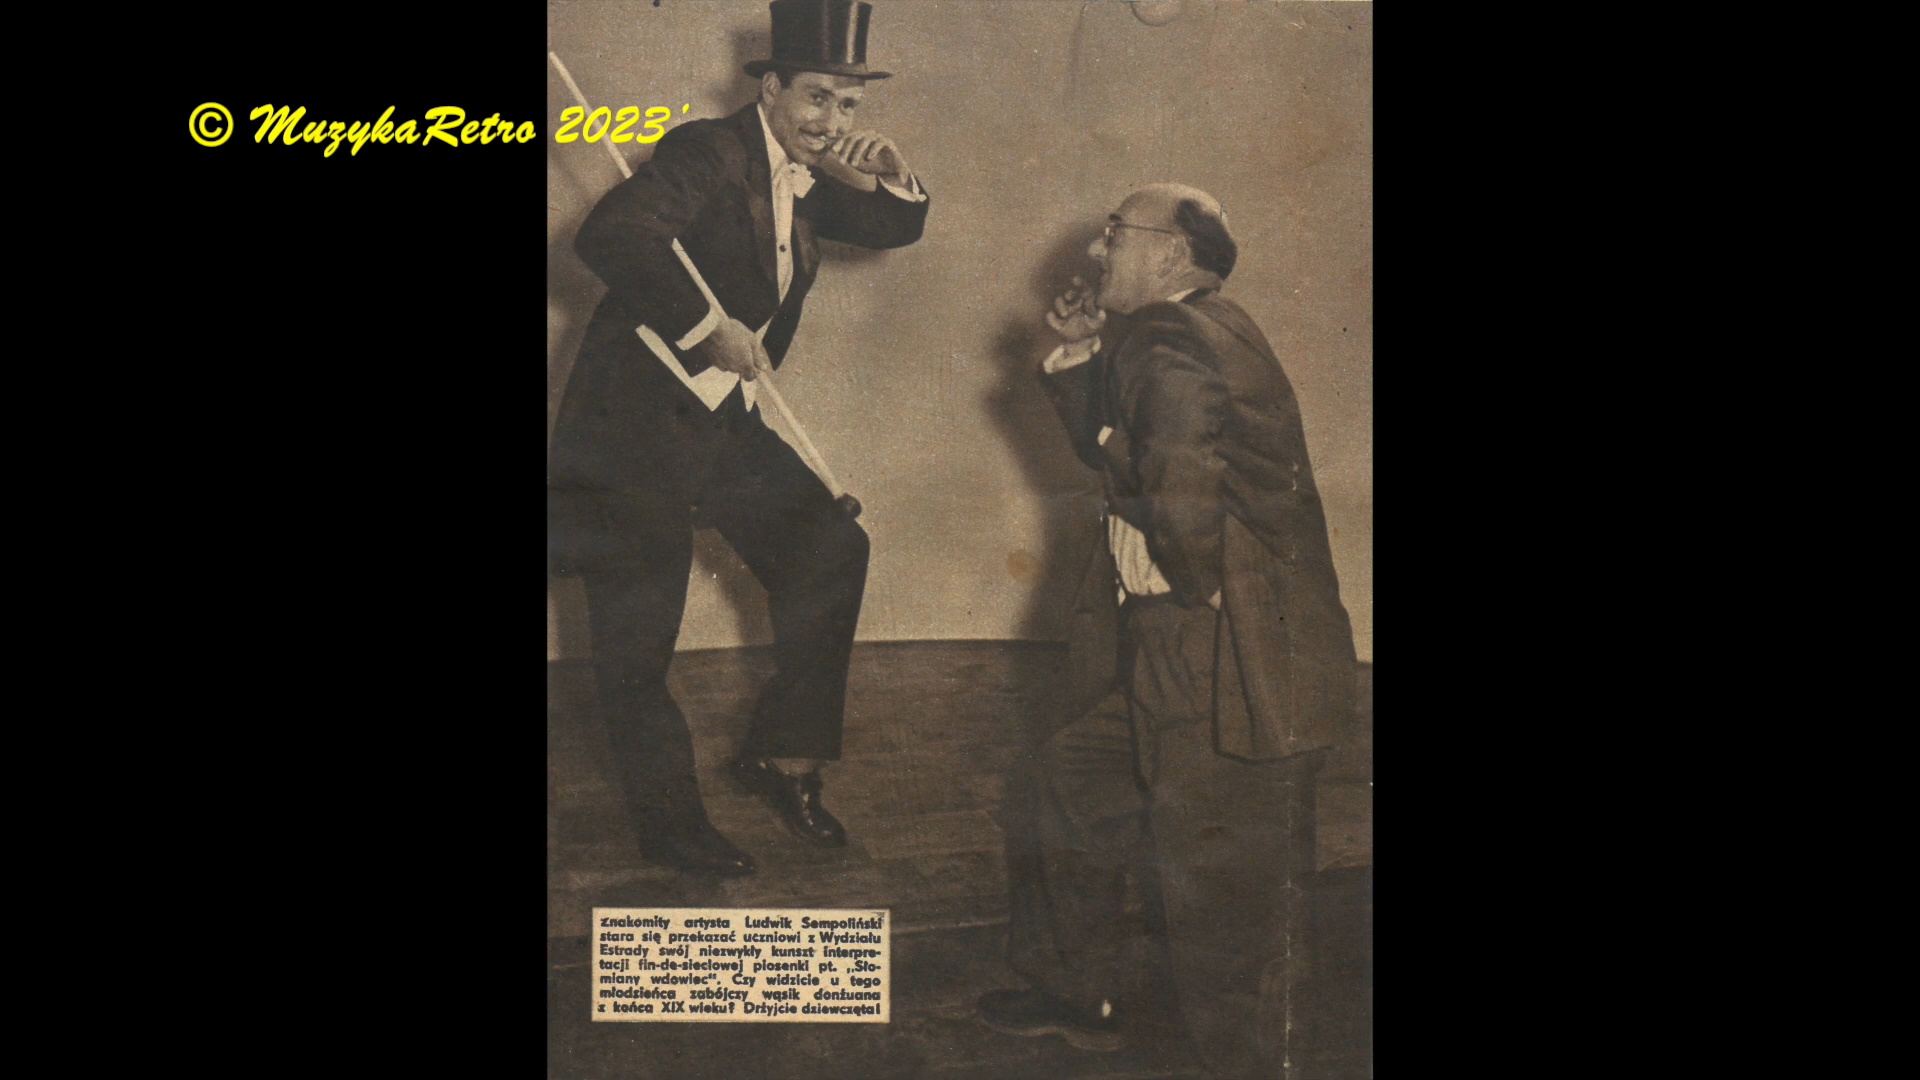 © MuzykaRetro 2023'
Znakomity artysta Ludwik Sempoliński
stara się przekazać uczniowi z Wydziału
Estrady swój niezwykły kunszt interpre-
tacji fin-de-sieclowej piosenki pt. „Sło-
miany wdowiec". Czy widzicie u tego
młodzieńca zabójczy wąsik donżuana
z końca XIX wieku? Drżyjcie dziewczęta!